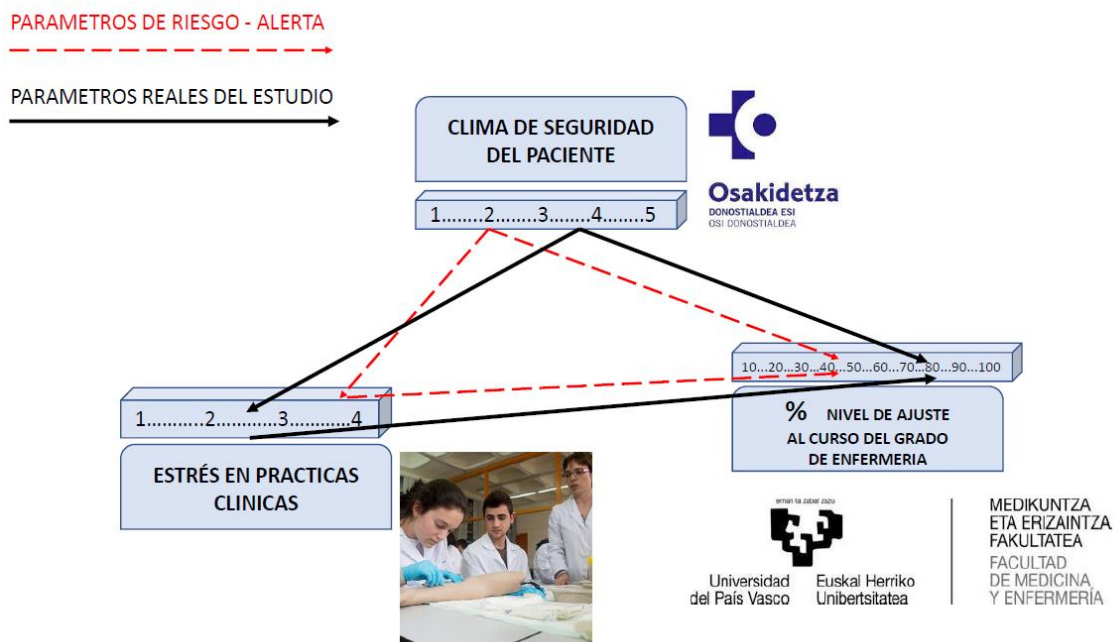 PARAMETROS DE RIESGO - ALERTA
PARAMETROS REALES DEL ESTUDIO
CLIMA DE SEGURIDAD
DEL PACIENTE
1........2........3........4........5
Osakidetza
DONOSTIALDEA ESI
OSI DONOSTIALDEA
10...20...30...40...50...60...70...80...90...100
% NIVEL DE AJUSTE
AL CURSO DEL GRADO
DE ENFERMERIA
1...........2...........3...........4
ESTRÉS EN PRACTICAS
CLINICAS
eman ta zabal zazu
Universidad
del País Vasco
Euskal Herriko
Unibertsitatea
MEDIKUNTZA
ETA ERIZAINTZA
FAKULTATEA
FACULTAD
DE MEDICINA
Y ENFERMERÍA